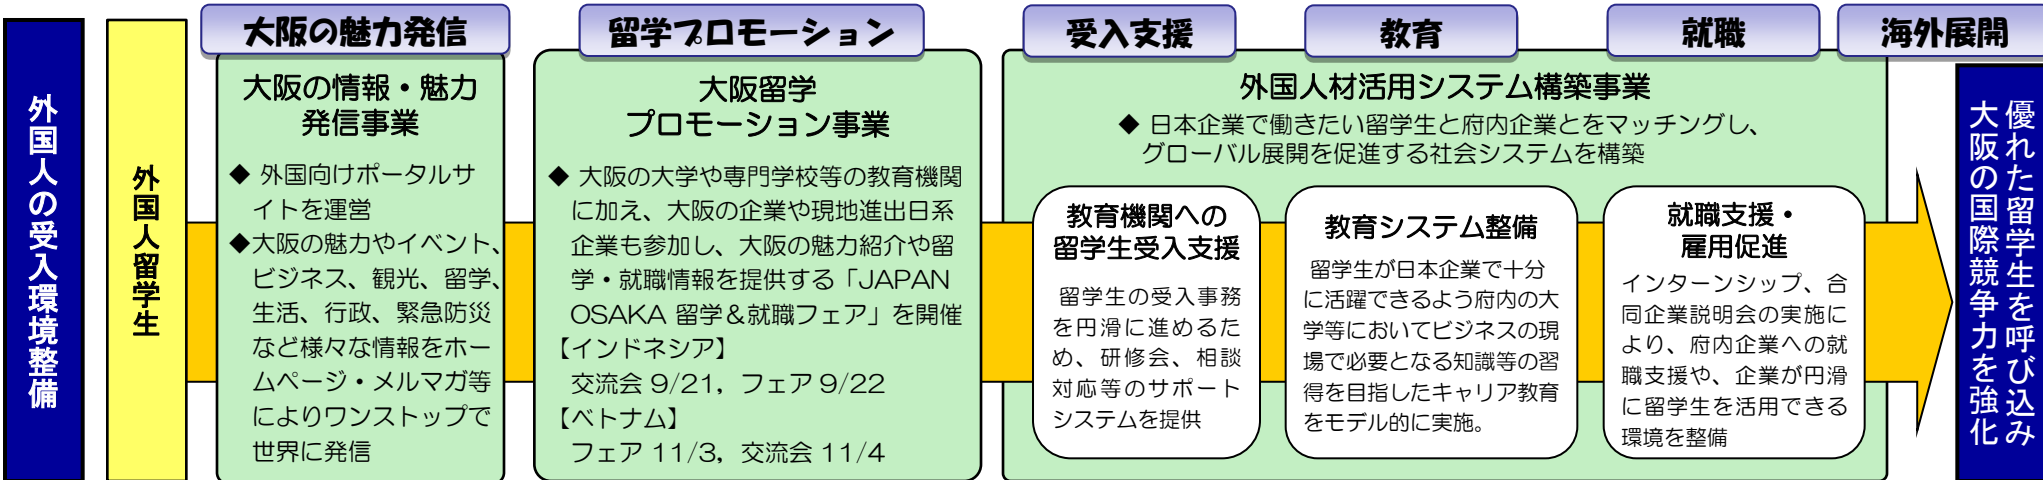 外国人の受入環境整備
外国人留学生
大阪の魅力発信
大阪の情報・魅力
発信事業
◆ 外国向けポータルサ
イトを運営
◆大阪の魅力やイベント、
ビジネス、観光、留学、
生活、行政、緊急防災
など様々な情報をホー
ムページ・メルマガ等
によりワンストップで
世界に発信
留学プロモーション
大阪留学
プロモーション事業
◆ 大阪の大学や専門学校等の教育機関
に加え、大阪の企業や現地進出日系
企業も参加し、大阪の魅力紹介や留
学・就職情報を提供する「JAPAN
OSAKA 留学&就職フェア」を開催
【インドネシア】
交流会 9/21, フェア 9/22
【ベトナム】
フェア 11/3, 交流会 11/4
受入支援
教育
就職
海外展開
外国人材活用システム構築事業
◆ 日本企業で働きたい留学生と府内企業とをマッチングし、
グローバル展開を促進する社会システムを構築
教育機関への
留学生受入支援
留学生の受入事務
を円滑に進めるた
め、研修会、相談
対応等のサポート
システムを提供
教育システム整備
留学生が日本企業で十分
に活躍できるよう府内の大
学等においてビジネスの現
場で必要となる知識等の習
得を目指したキャリア教育
をモデル的に実施。
就職支援・
雇用促進
インターンシップ、合
同企業説明会の実施に
より、府内企業への就
職支援や、企業が円滑
に留学生を活用できる
環境を整備
優れた留学生を呼び込み
大阪の国際競争力を強化